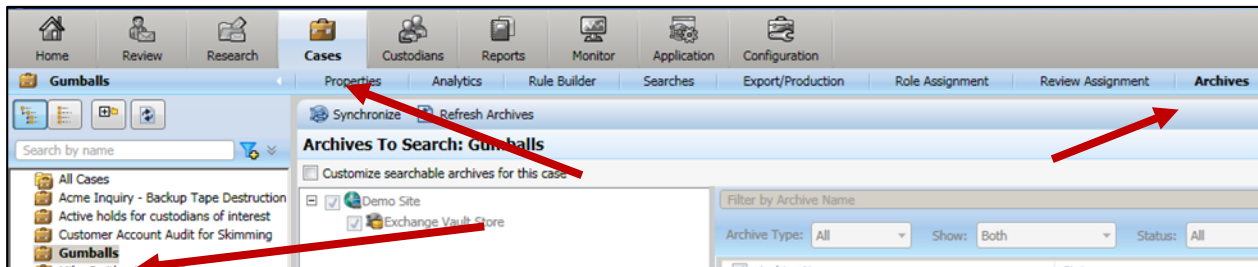 Home Review Research Cases Custodians Reports Monitor Application Configuration
Gumballs Properties Analytics Rule Builder Searches Export/Production Role Assignment Review Assignment Archives
Synchronize Refresh Archives
Search by name
Archives To Search: Gumballs
Customize searchable archives for this case
All Cases
Acme Inquiry - Backup Tape Destruction
Active holds for custodians of interest
Customer Account Audit for Skimming
Gumballs
Demo Site
Exchange Vault Store
Filter by Archive Name
Archive Type: All Show: Both Status: All